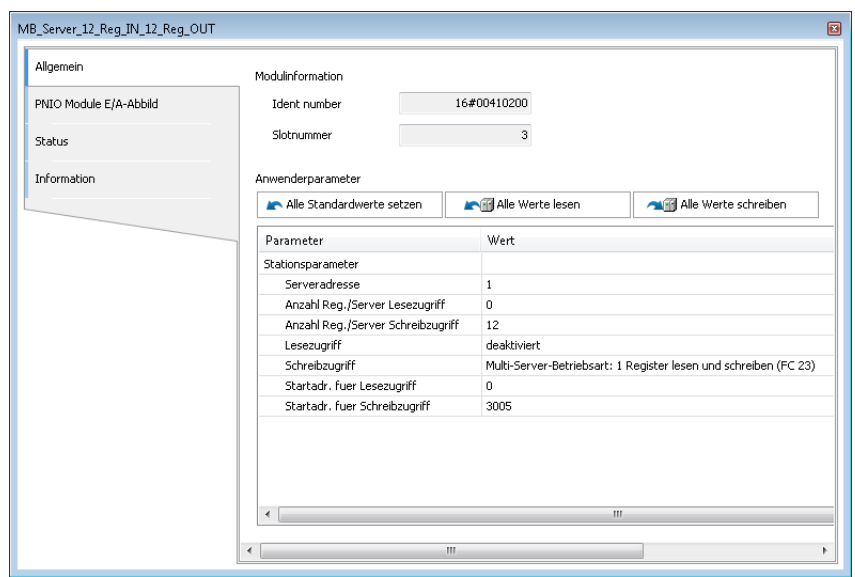 MB_Server_12_Reg_IN_12_Reg_OUT
Allgemein
PNIO Module E/A-Abbild
Status
Information
Modulinformation
Ident number 16#00410200
Slotnummer 3
Anwenderparameter
Alle Standardwerte setzen Alle Werte lesen Alle Werte schreiben
Parameter Wert
Stationsparameter
Serveradresse 1
Anzahl Reg./Server Lesezugriff 0
Anzahl Reg./Server Schreibzugriff 12
Lesezugriff deaktiviert
Schreibzugriff Multi-Server-Betriebsart: 1 Register lesen und schreiben (FC 23)
Startadr. fuer Lesezugriff 0
Startadr. fuer Schreibzugriff 3005